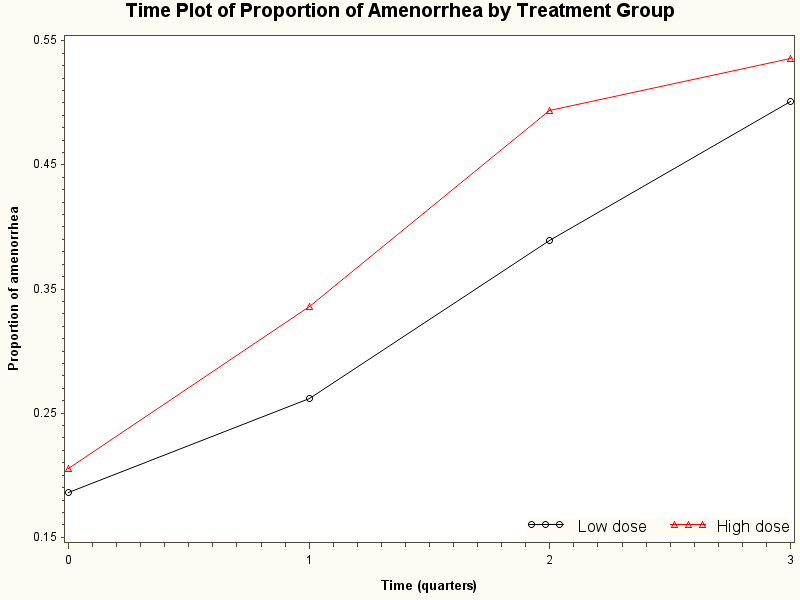 Time Plot of Proportion of Amenorrhea by Treatment Group
0.55
0.45
0.35
0.25
0.15
Proportion of amenorrhea
Low dose High dose
0 1 2 3
Time (quarters)